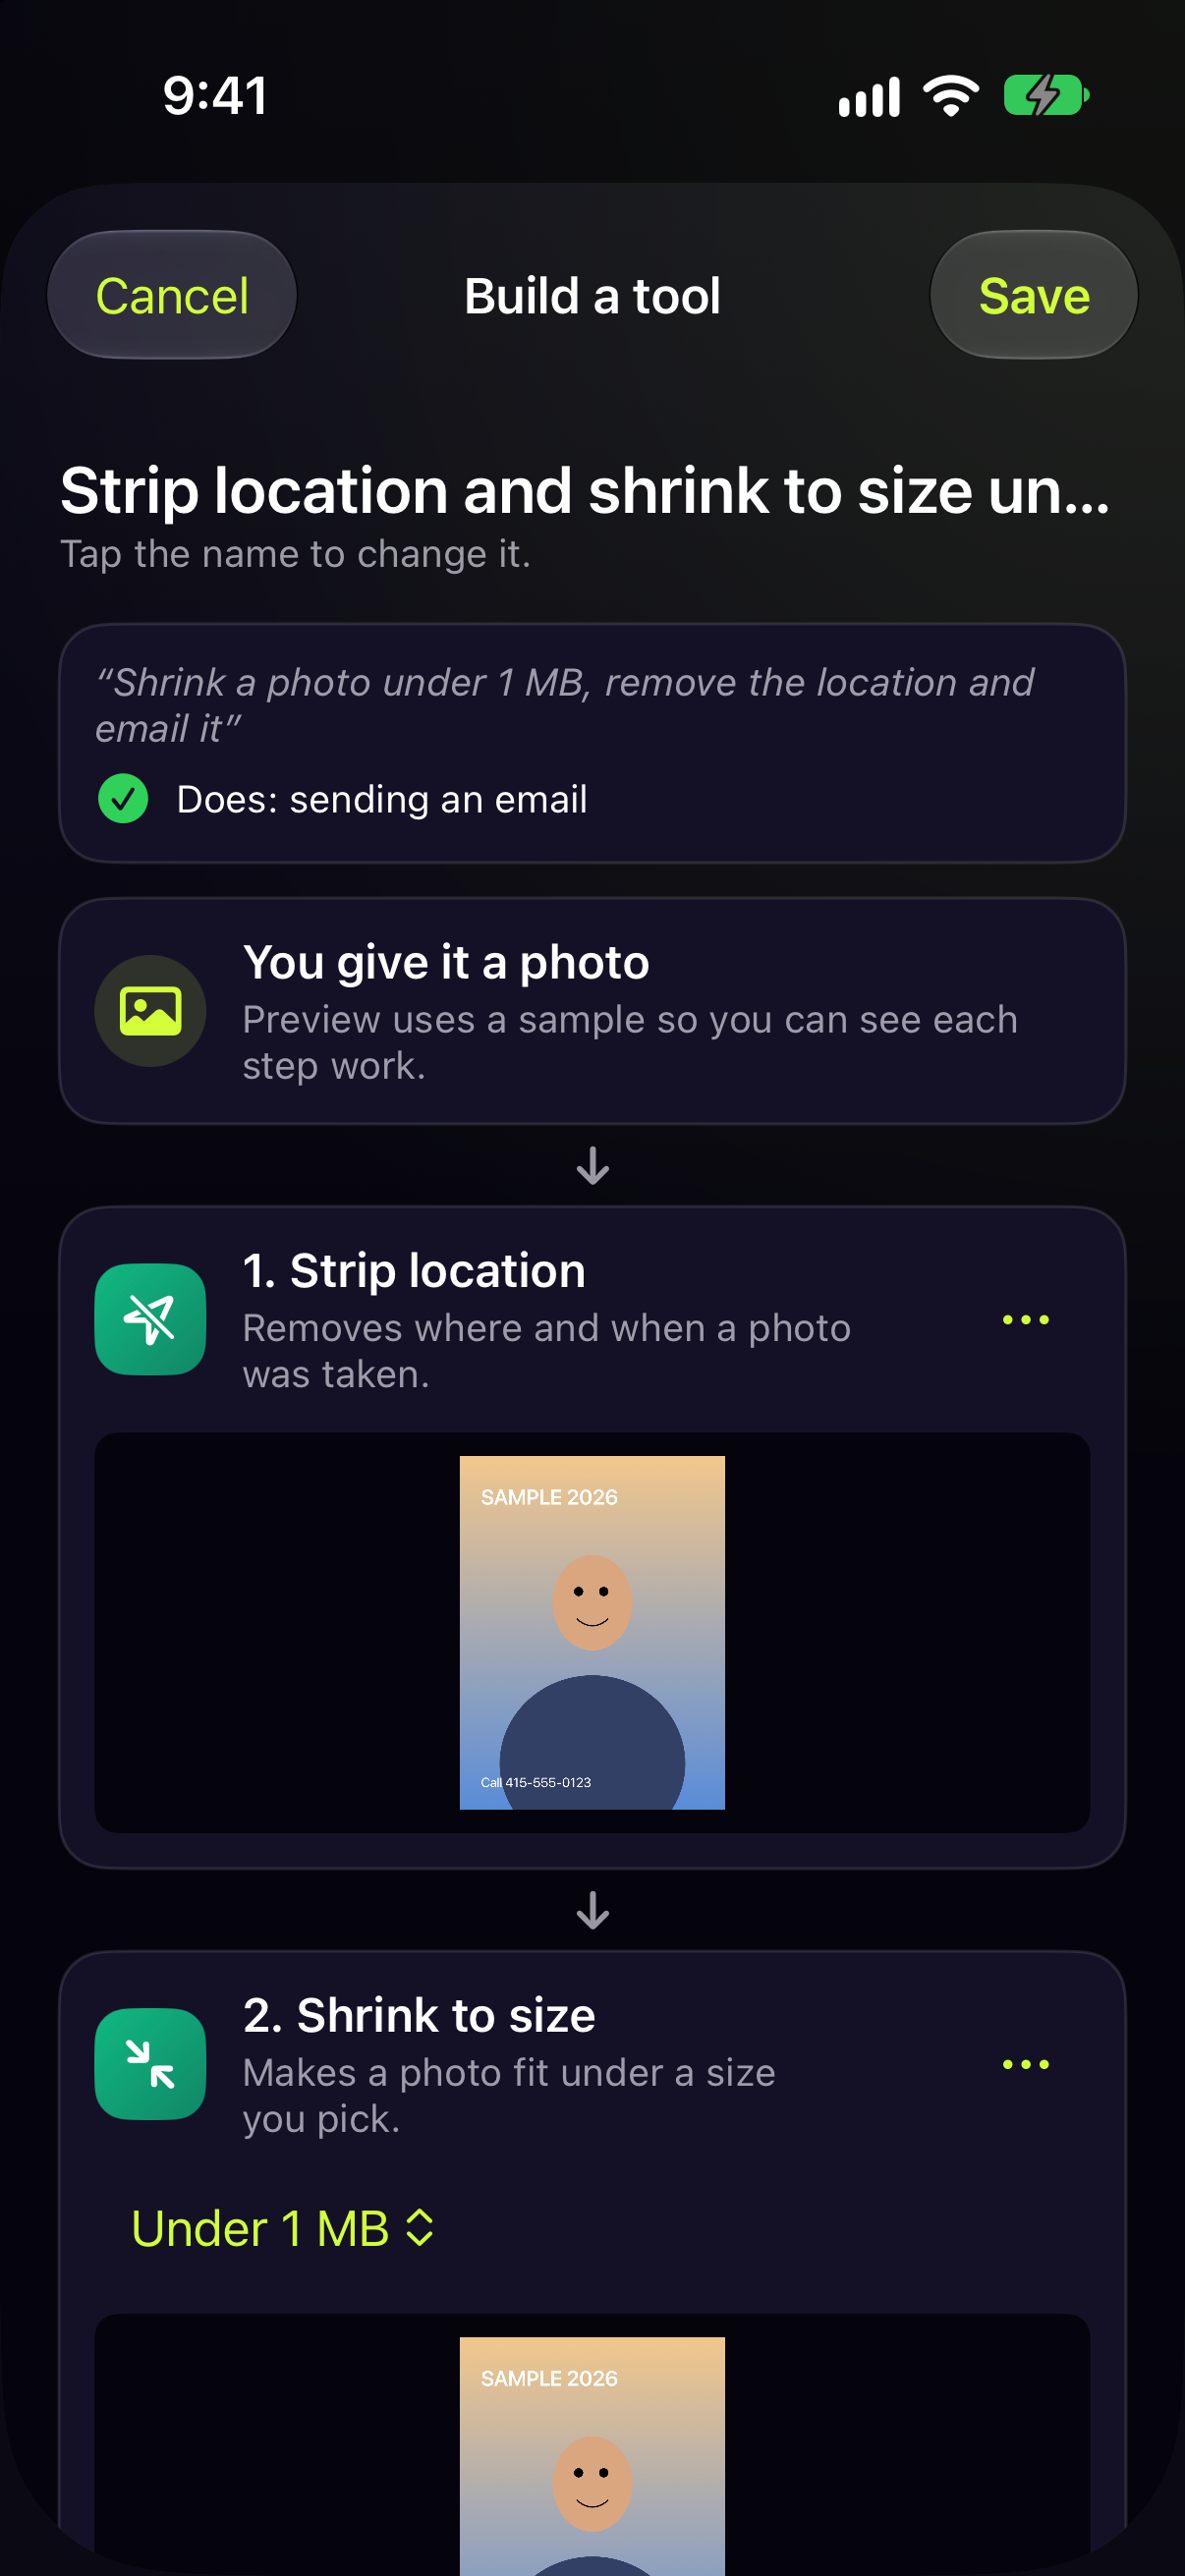 9:41
Cancel
Build a tool
Save
Strip location and shrink to size un...
Tap the name to change it.
“Shrink a photo under 1 MB, remove the location and
email it”
Does: sending an email
You give it a photo
Preview uses a sample so you can see each
step work.
1. Strip location
Removes where and when a photo
was taken.
SAMPLE 2026
Call 415-555-0123
2. Shrink to size
Makes a photo fit under a size
you pick.
Under 1 MB
SAMPLE 2026